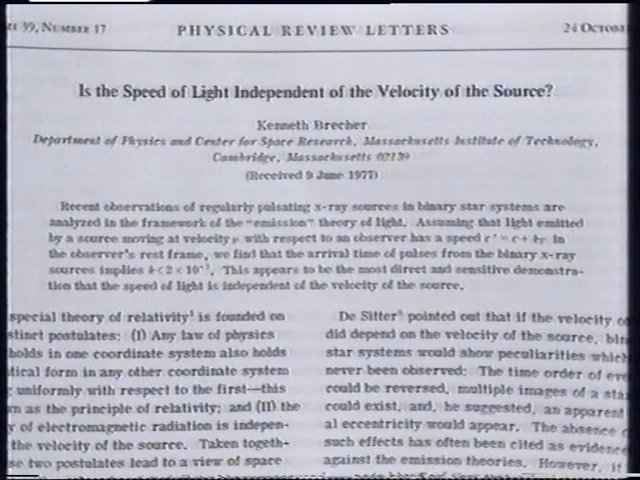 39, NUMBER 17
PHYSICAL REVIEW LETTERS
24 OCTOB
Is the Speed of Light Independent of the Velocity of the Source?
Kenneth Brecher
Department of Physics and Center for Space Research, Massachusetts Institute of Technology,
Cambridge, Massachusetts 02139
(Received 9 June 1977)
Recent observations of regularly pulsating x-ray sources in binary star systems are
analyzed in the framework of the "emission" theory of light. Assuming that light emitted
by a source moving at velocity v with respect to an observer has a speed c' = c + kv in
the observer's rest frame, we find that the arrival time of pulses from the binary x-ray
sources implies k < 2 × 10⁻⁹. This appears to be the most direct and sensitive demonstra-
tion that the speed of light is independent of the velocity of the source.
special theory of relativity¹ is founded on
stinct postulates: (I) Any law of physics
holds in one coordinate system also holds
tical form in any other coordinate system
uniformly with respect to the first—this
n as the principle of relativity; and (II) the
y of electromagnetic radiation is indepen-
the velocity of the source. Taken togeth-
se two postulates lead to a view of space
De Sitter⁵ pointed out that if the velocity o
did depend on the velocity of the source, bin
star systems would show peculiarities which
never been observed: The time order of eve
could be reversed, multiple images of a sta
could exist, and, he suggested, an apparent
al eccentricity would appear. The absence o
such effects has often been cited as evidence
against the emission theories. However, it